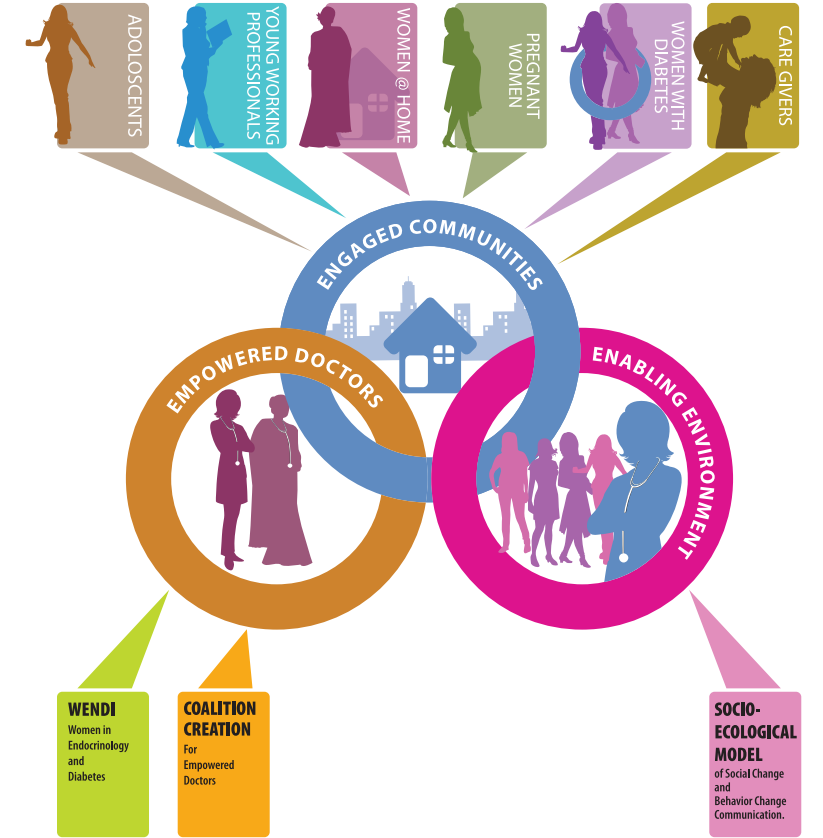 ADOLOSCENTS
YOUNG WORKING
PROFESSIONALS
WOMEN @ HOME
PREGNANT
WOMEN
WOMEN WITH
DIABETES
CARE GIVERS
ENGAGED COMMUNITIES
EMPOWERED DOCTORS
ENABLING ENVIRONMENT
WENDI
Women in
Endocrinology
and
Diabetes
COALITION
CREATION
For
Empowered
Doctors
SOCIO-
ECOLOGICAL
MODEL
of Social Change
and
Behavior Change
Communication.